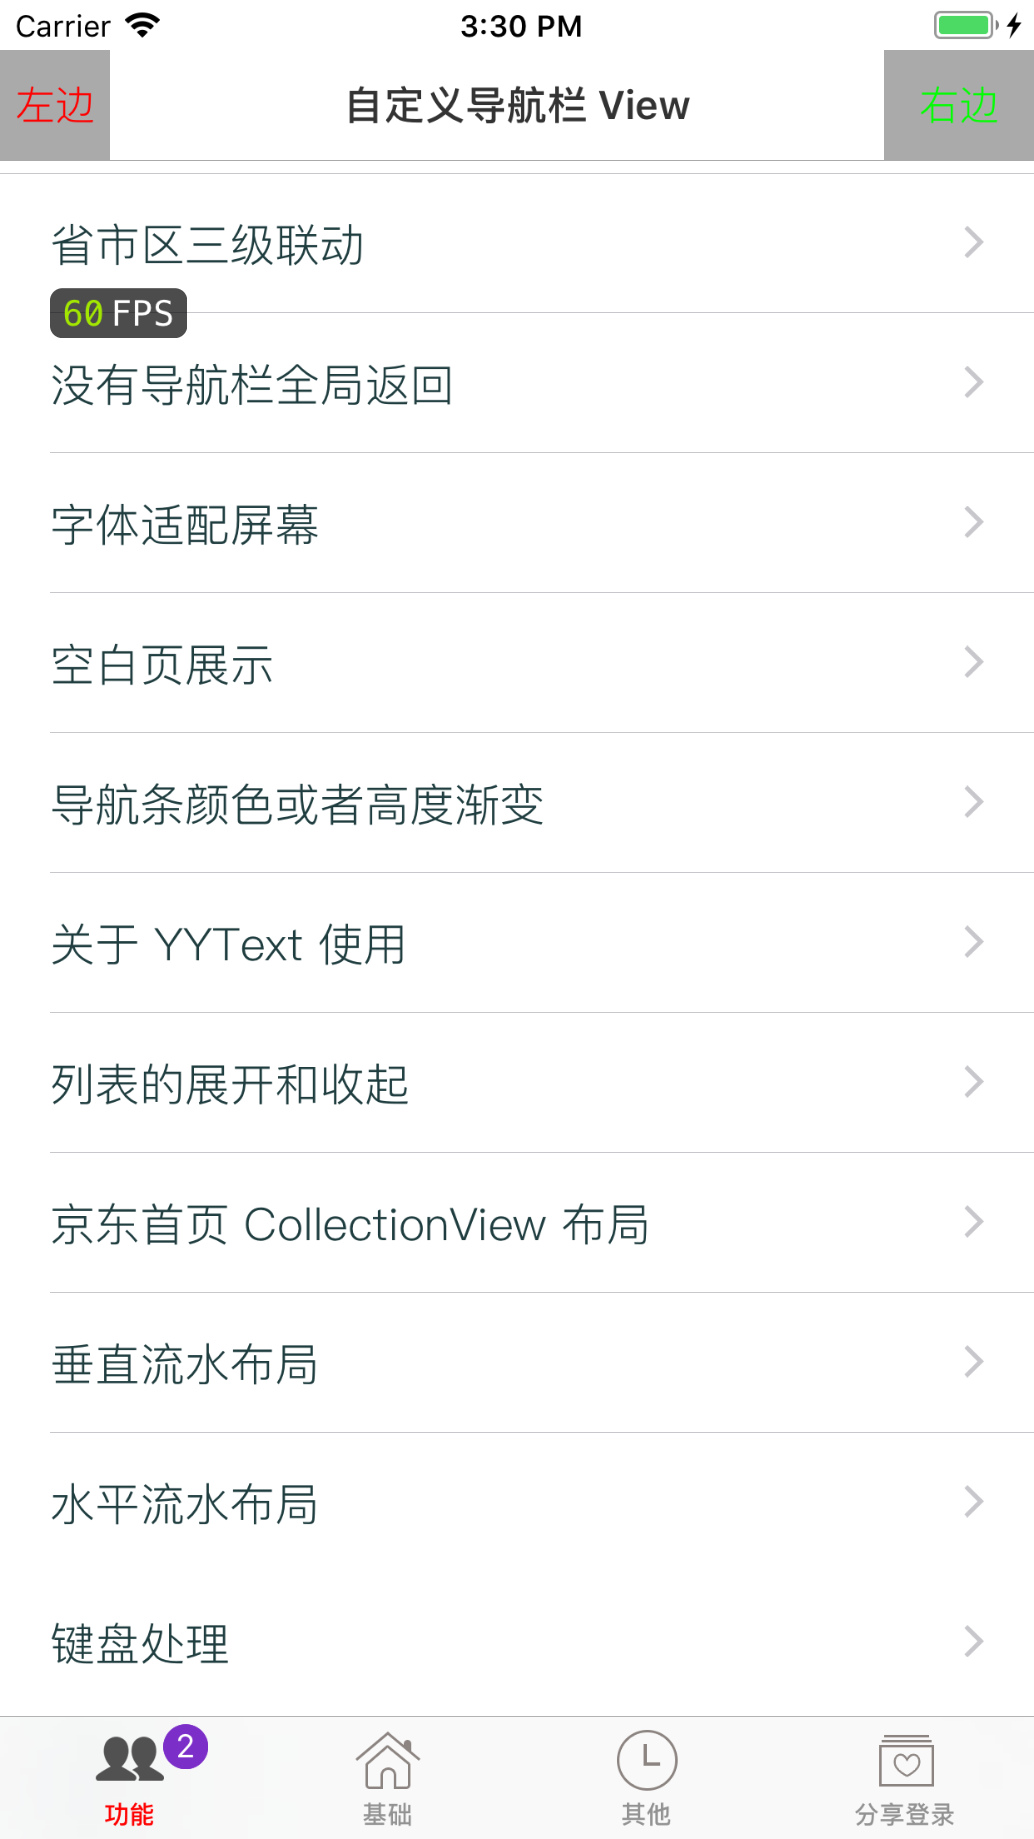 Carrier 3:30 PM
左边 自定义导航栏 View 右边
省市区三级联动
60 FPS
没有导航栏全局返回
字体适配屏幕
空白页展示
导航条颜色或者高度渐变
关于 YYText 使用
列表的展开和收起
京东首页 CollectionView 布局
垂直流水布局
水平流水布局
键盘处理
2
功能 基础 其他 分享登录